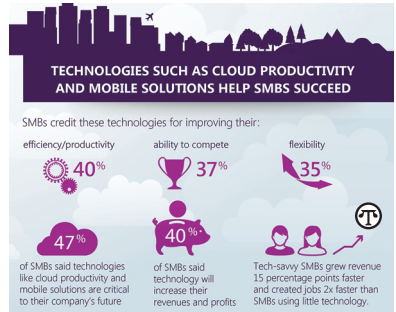 TECHNOLOGIES SUCH AS CLOUD PRODUCTIVITY
AND MOBILE SOLUTIONS HELP SMBS SUCCEED
SMBs credit these technologies for improving their:
efficiency/productivity
40%
ability to compete
37%
flexibility
35%
47%
of SMBs said technologies
like cloud productivity and
mobile solutions are critical
to their company's future
40%
of SMBs said
technology will
increase their
revenues and profits
Tech-savvy SMBs grew revenue
15 percentage points faster
and created jobs 2x faster than
SMBs using little technology.